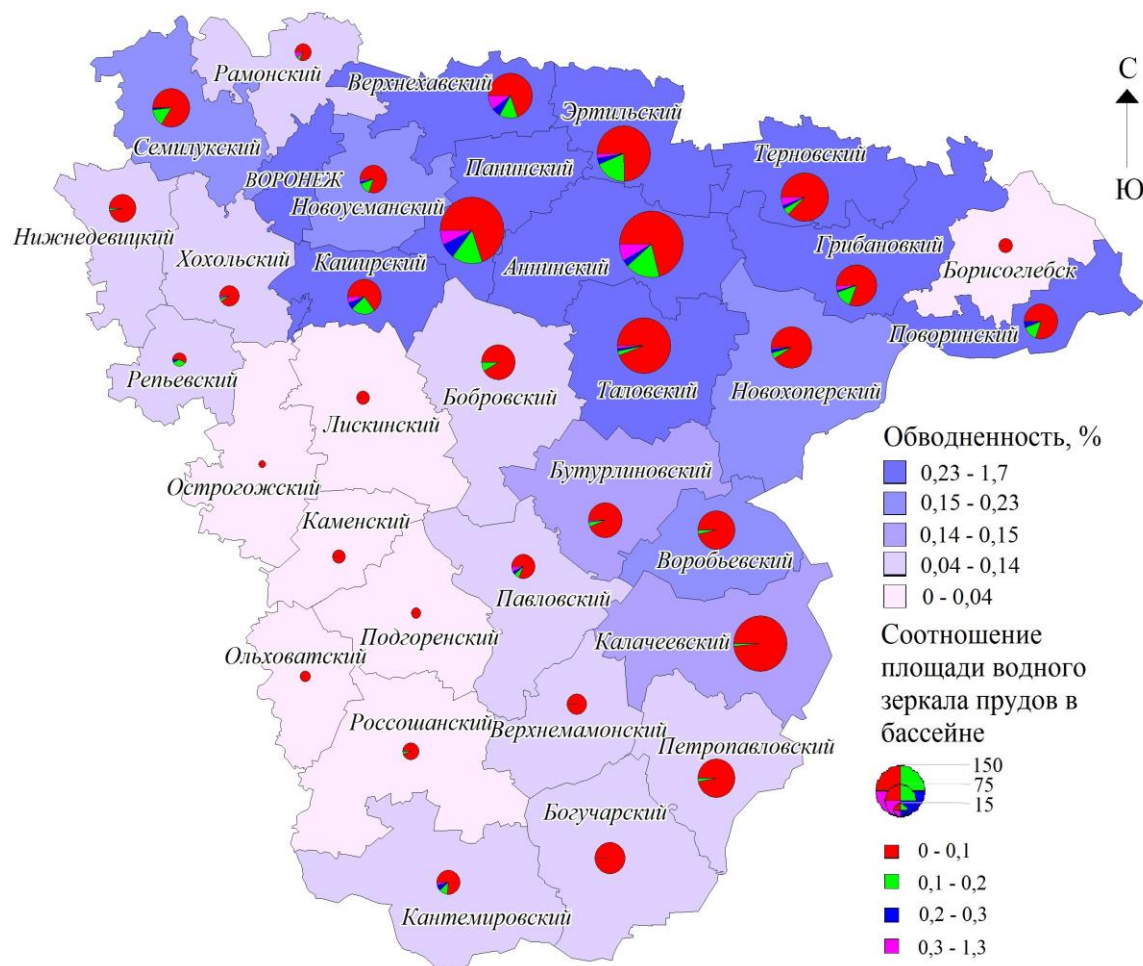 Рамонский
Верхнехавский
С
Эртильский
Семилукский
Терновский
Панинский
ВОРОНЕЖ
Ю
Новоусманский
Нижнедевицкий
Грибановкий
Хохольский
Каширский
Аннинский
Борисоглебск
Поворинский
Репьевский
Бобровский
Таловский
Новохоперский
Лискинский
Обводненность, %
0,23 - 1,7
Острогожский
Бутурлиновский
0,15 - 0,23
Каменский
0,14 - 0,15
Воробьевский
0,04 - 0,14
Павловский
0 - 0,04
Подгоренский
Калачеевский
Соотношение
площади водного
зеркала прудов в
бассейне
Ольховатский
Россошанский
Верхнемамонский
Петропавловский
150
75
15
Богучарский
0 - 0,1
0,1 - 0,2
0,2 - 0,3
0,3 - 1,3
Кантемировский